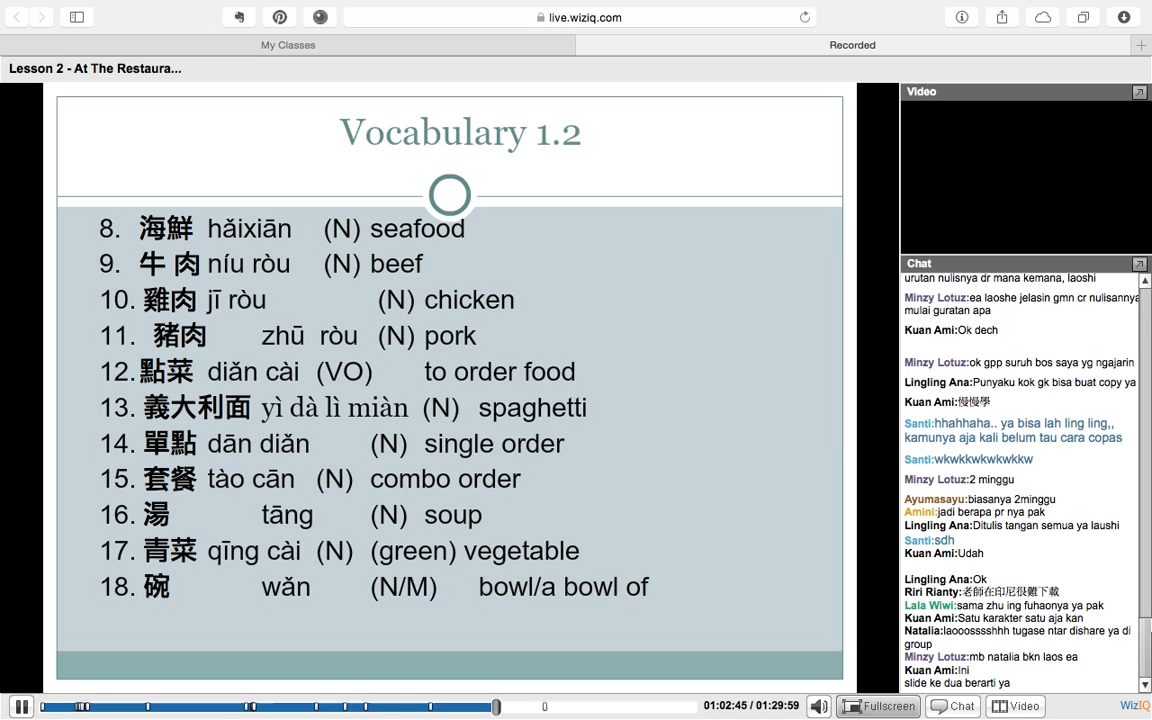 live.wiziq.com
My Classes
Recorded
Lesson 2 - At The Restaura...
Vocabulary 1.2
8. 海鮮 hǎixiān (N) seafood
9. 牛 肉 níu ròu (N) beef
10. 雞肉 jī ròu (N) chicken
11. 豬肉 zhū ròu (N) pork
12. 點菜 diǎn cài (VO) to order food
13. 義大利面 yì dà lì miàn (N) spaghetti
14. 單點 dān diǎn (N) single order
15. 套餐 tào cān (N) combo order
16. 湯 tāng (N) soup
17. 青菜 qīng cài (N) (green) vegetable
18. 碗 wǎn (N/M) bowl/a bowl of
Video
Chat
urutan nulisnya dr mana kemana, laoshi
Minzy Lotuz:ea laoshe jelasin gmn cr nulisannya
mulai guratan apa
Kuan Ami:Ok dech
Minzy Lotuz:ok gpp suruh bos saya yg ngajarin
Lingling Ana:Punyaku kok gk bisa buat copy ya
Kuan Ami:慢慢學
Santi:hhahhaha.. ya bisa lah ling ling,,
kamunya aja kali belum tau cara copas
Santi:wkwkkwkwkwkkw
Minzy Lotuz:2 minggu
Ayumasayu:biasanya 2minggu
Amini:jadi berapa pr nya pak
Lingling Ana:Ditulis tangan semua ya laushi
Santi:sdh
Kuan Ami:Udah
Lingling Ana:Ok
Riri Rianty:老師在印尼很難下載
Lala Wiwi:sama zhu ing fuhaonya ya pak
Kuan Ami:Satu karakter satu aja kan
Natalia:laooosssshhh tugase ntar dishare ya di
group
Minzy Lotuz:mb natalia bkn laos ea
Kuan Ami:Ini
slide ke dua berarti ya
01:02:45 / 01:29:59
Fullscreen
Chat
Video
WizIQ